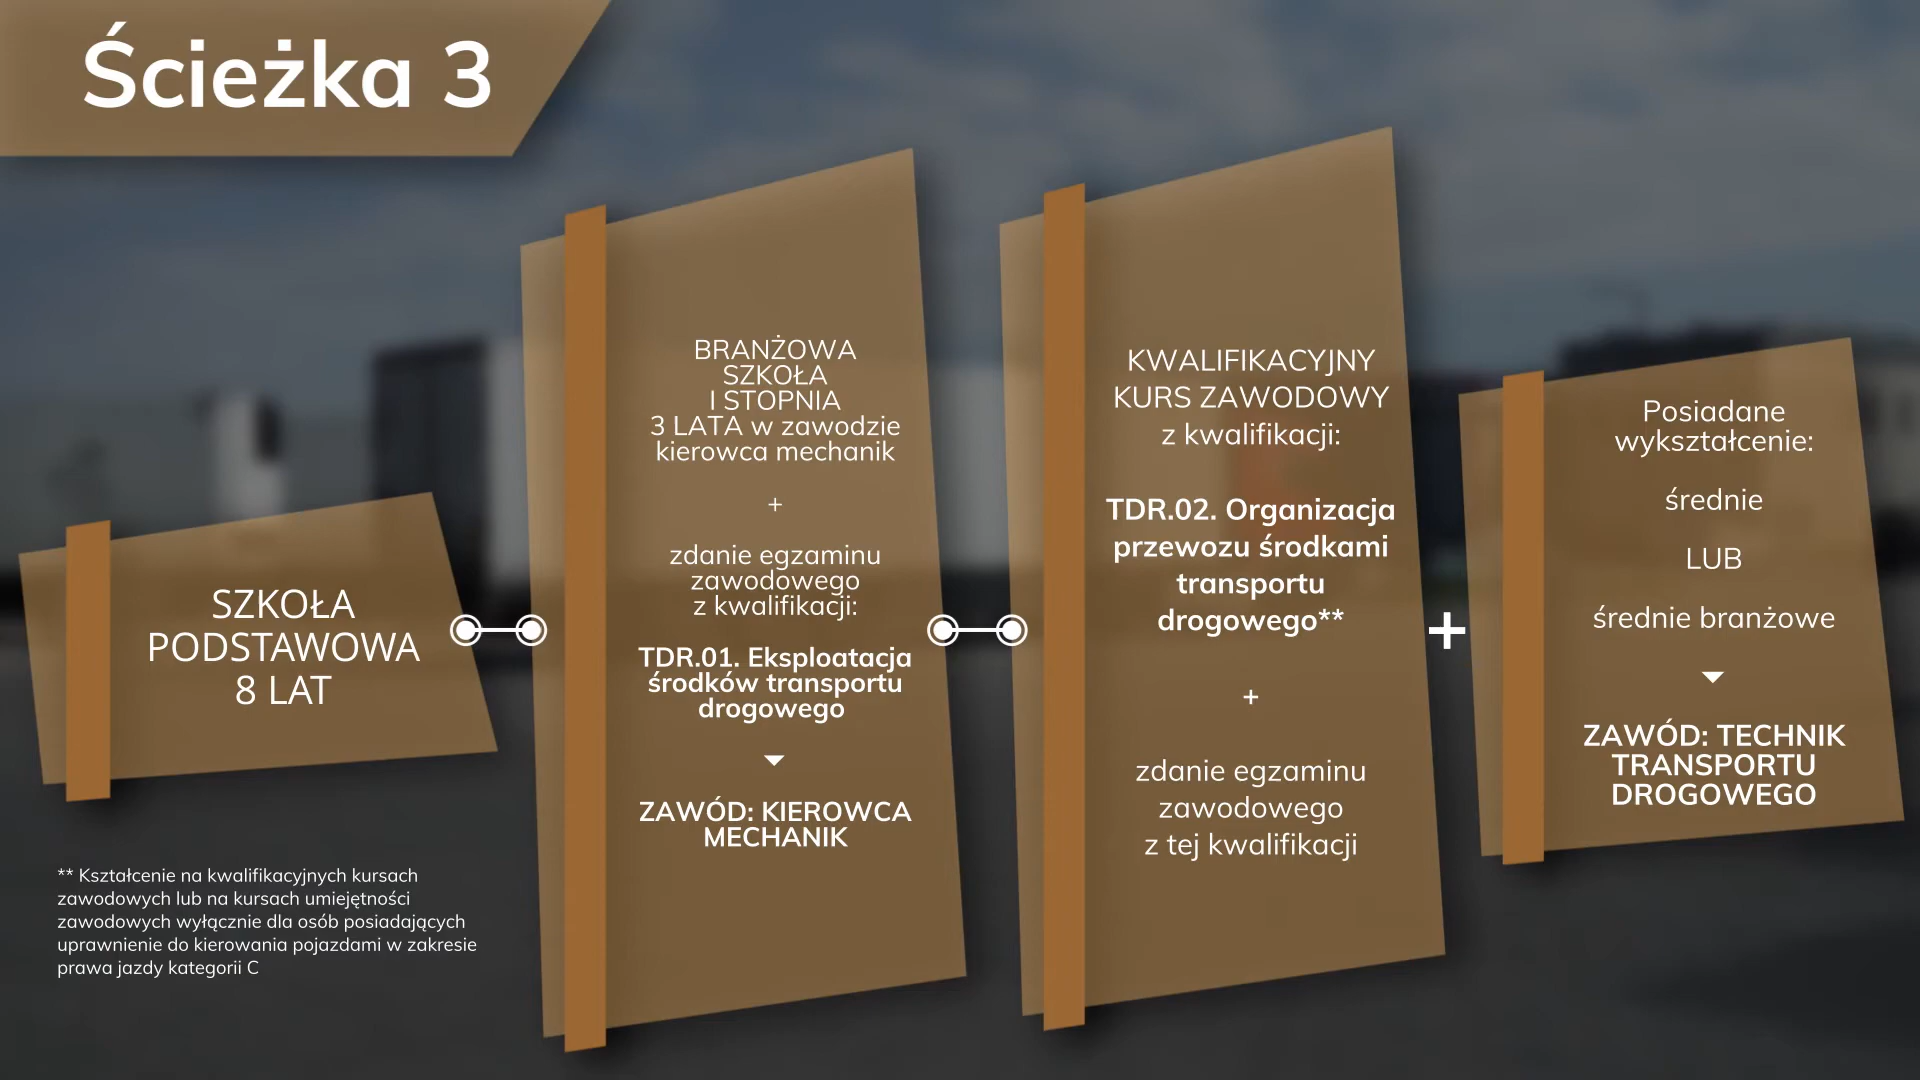 Ścieżka 3
SZKOŁA
PODSTAWOWA
8 LAT
BRANŻOWA
SZKOŁA
I STOPNIA
3 LATA w zawodzie
kierowca mechanik
+
zdanie egzaminu
zawodowego
z kwalifikacji:
TDR.01. Eksploatacja
środków transportu
drogowego
ZAWÓD: KIEROWCA
MECHANIK
KWALIFIKACYJNY
KURS ZAWODOWY
z kwalifikacji:
TDR.02. Organizacja
przewozu środkami
transportu
drogowego**
+
zdanie egzaminu
zawodowego
z tej kwalifikacji
+
Posiadane
wykształcenie:
średnie
LUB
średnie branżowe
ZAWÓD: TECHNIK
TRANSPORTU
DROGOWEGO
** Kształcenie na kwalifikacyjnych kursach
zawodowych lub na kursach umiejętności
zawodowych wyłącznie dla osób posiadających
uprawnienie do kierowania pojazdami w zakresie
prawa jazdy kategorii C